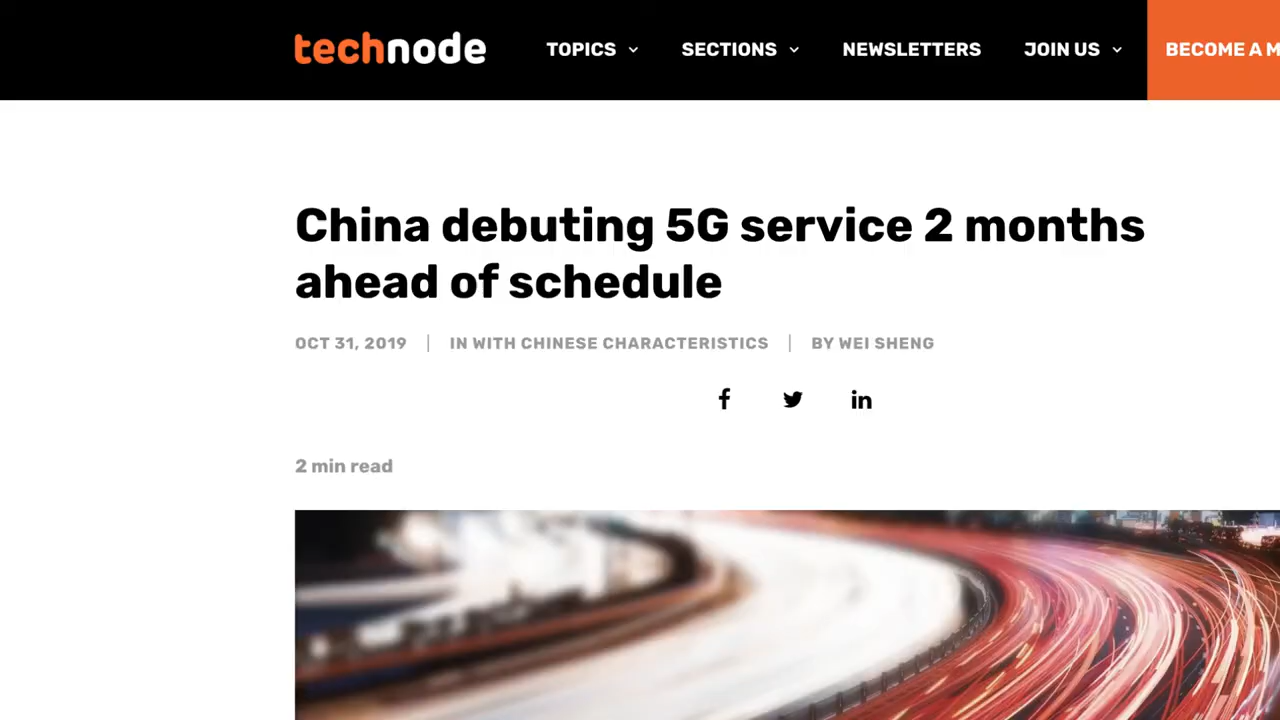 technode TOPICS SECTIONS NEWSLETTERS JOIN US BECOME A M
China debuting 5G service 2 months
ahead of schedule
OCT 31, 2019 | IN WITH CHINESE CHARACTERISTICS | BY WEI SHENG
2 min read